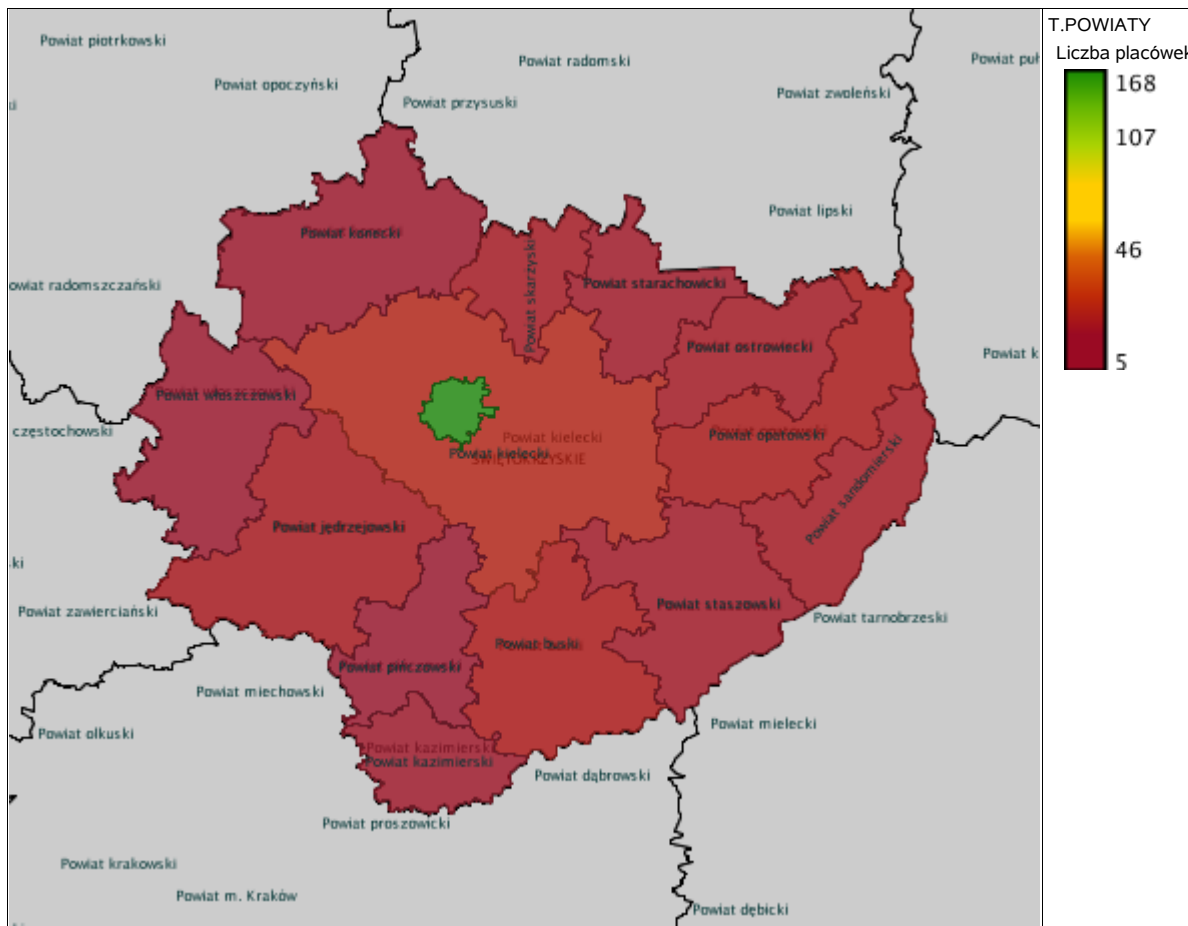 T.POWIATY
Liczba placówek
168
107
46
5
Powiat piotrkowski
Powiat opoczyński
Powiat radomski
Powiat przysuski
Powiat zwoleński
Powiat lipski
Powiat konecki
Powiat skarżyski
Powiat starachowicki
owiat radomszczański
Powiat ostrowiecki
Powiat włoszczowski
częstochowski
Powiat opatowski
Powiat kielecki
Powiat kielecki
ŚWIĘTOKRZYSKIE
Powiat sandomierski
Powiat jędrzejowski
Powiat zawierciański
Powiat staszowski
Powiat tarnobrzeski
Powiat buski
Powiat pińczowski
Powiat miechowski
Powiat olkuski
Powiat mielecki
Powiat kazimierski
Powiat kazimierski
Powiat dąbrowski
Powiat proszowicki
Powiat krakowski
Powiat m. Kraków
Powiat dębicki